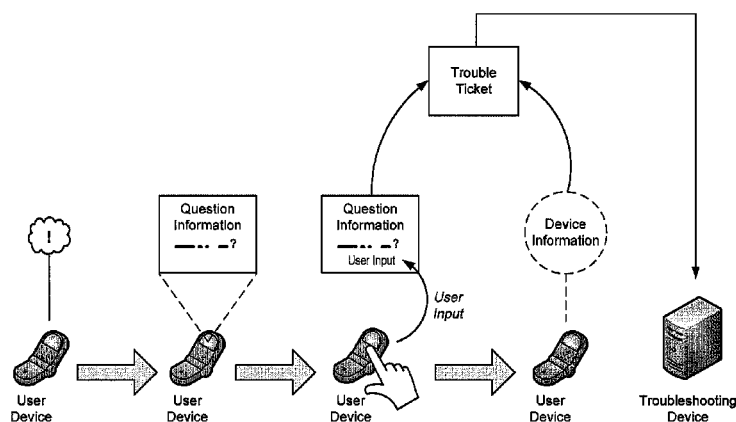 Trouble
Ticket
!
Question
Information
?
Question
Information
?
User Input
Device
Information
User
Input
User
Device
User
Device
User
Device
User
Device
Troubleshooting
Device